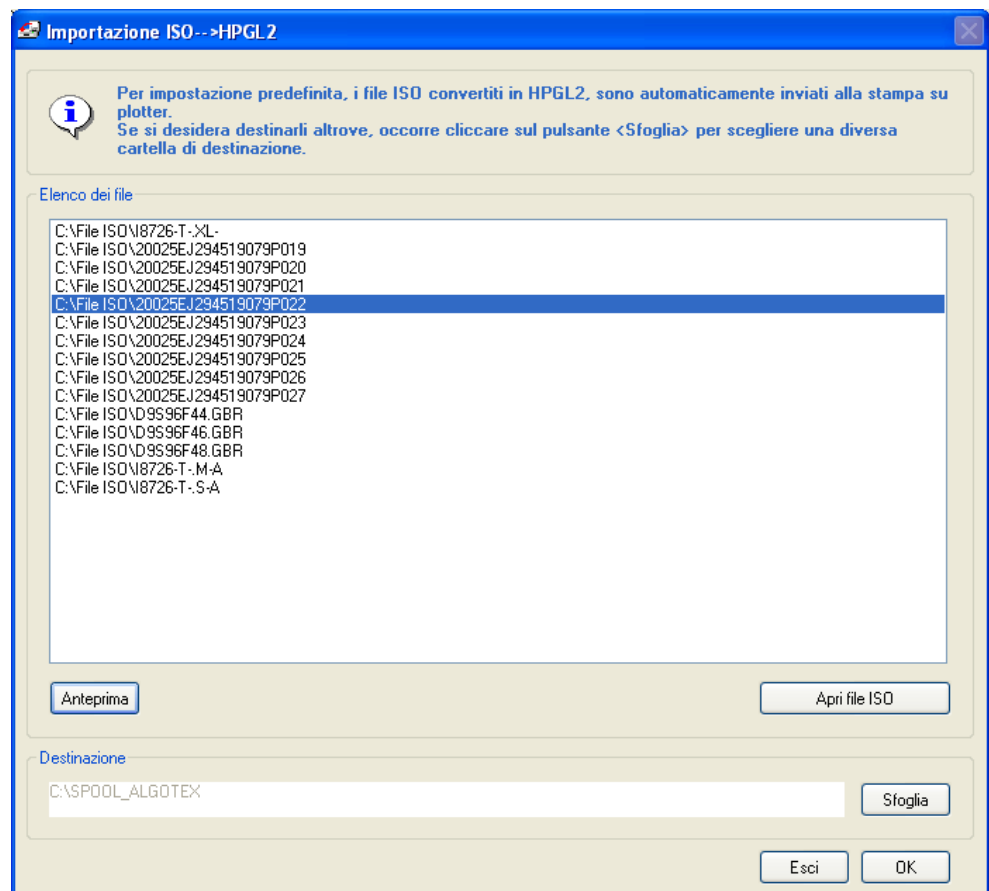 Importazione ISO-->HPGL2
Per impostazione predefinita, i file ISO convertiti in HPGL2, sono automaticamente inviati alla stampa su
plotter.
Se si desidera destinarli altrove, occorre cliccare sul pulsante <Sfoglia> per scegliere una diversa
cartella di destinazione.
Elenco dei file
C:\File ISO\I8726-T-.XL-
C:\File ISO\20025EJ294519079P019
C:\File ISO\20025EJ294519079P020
C:\File ISO\20025EJ294519079P021
C:\File ISO\20025EJ294519079P022
C:\File ISO\20025EJ294519079P023
C:\File ISO\20025EJ294519079P024
C:\File ISO\20025EJ294519079P025
C:\File ISO\20025EJ294519079P026
C:\File ISO\20025EJ294519079P027
C:\File ISO\D9S96F44.GBR
C:\File ISO\D9S96F46.GBR
C:\File ISO\D9S96F48.GBR
C:\File ISO\I8726-T-.M-A
C:\File ISO\I8726-T-.S-A
Anteprima
Apri file ISO
Destinazione
C:\SPOOL_ALGOTEX
Sfoglia
Esci
OK